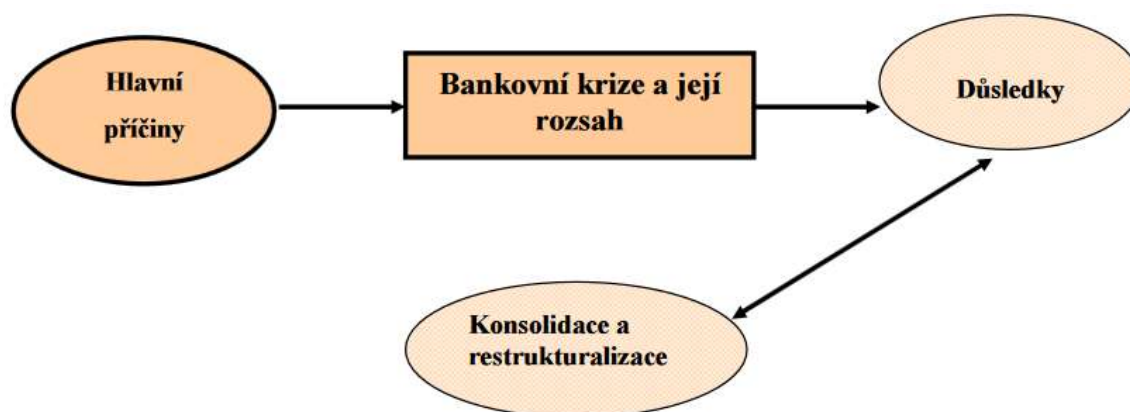 Hlavní
příčiny
Bankovní krize a její
rozsah
Důsledky
Konsolidace a
restrukturalizace